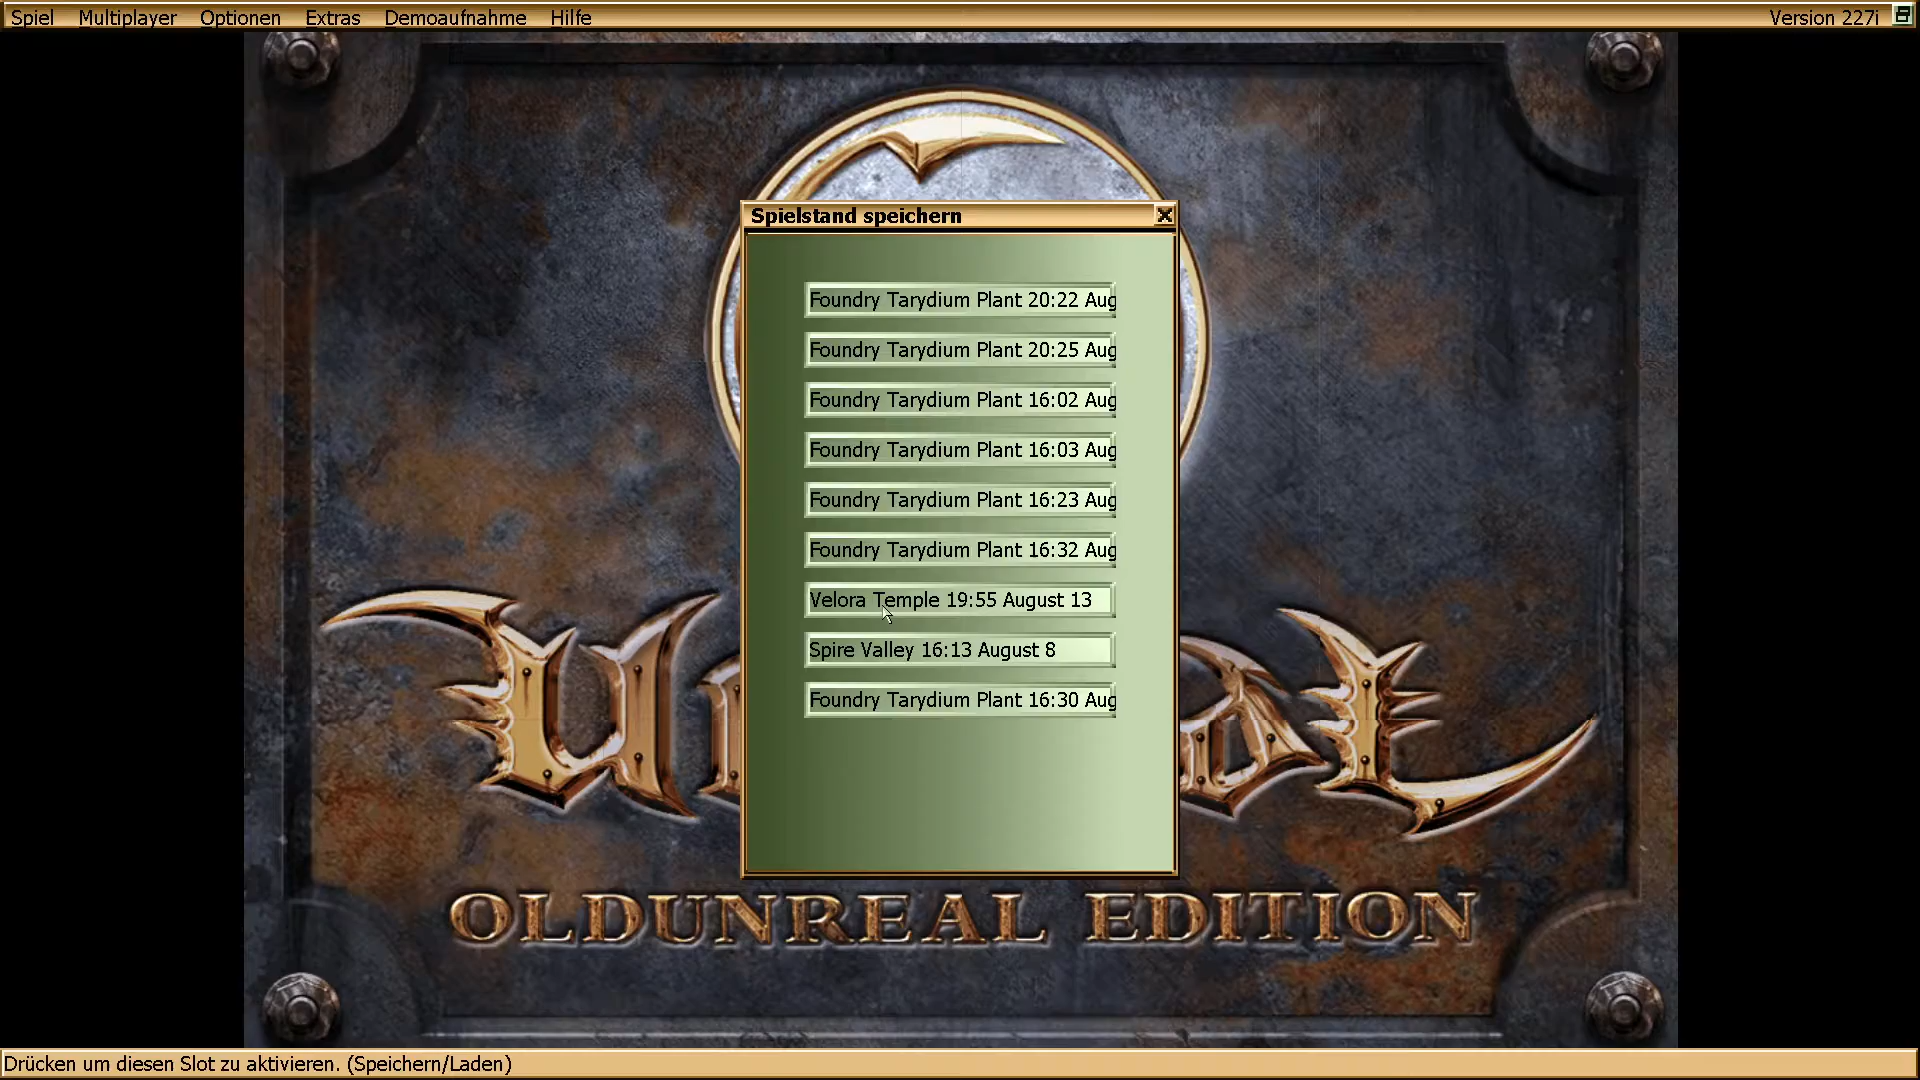 Spiel Multiplayer Optionen Extras Demoaufnahme Hilfe Version 227i
Spielstand speichern
Foundry Tarydium Plant 20:22 Aug
Foundry Tarydium Plant 20:25 Aug
Foundry Tarydium Plant 16:02 Aug
Foundry Tarydium Plant 16:03 Aug
Foundry Tarydium Plant 16:23 Aug
Foundry Tarydium Plant 16:32 Aug
Velora Temple 19:55 August 13
Spire Valley 16:13 August 8
Foundry Tarydium Plant 16:30 Aug
OLDUNREAL EDITION
Drücken um diesen Slot zu aktivieren. (Speichern/Laden)